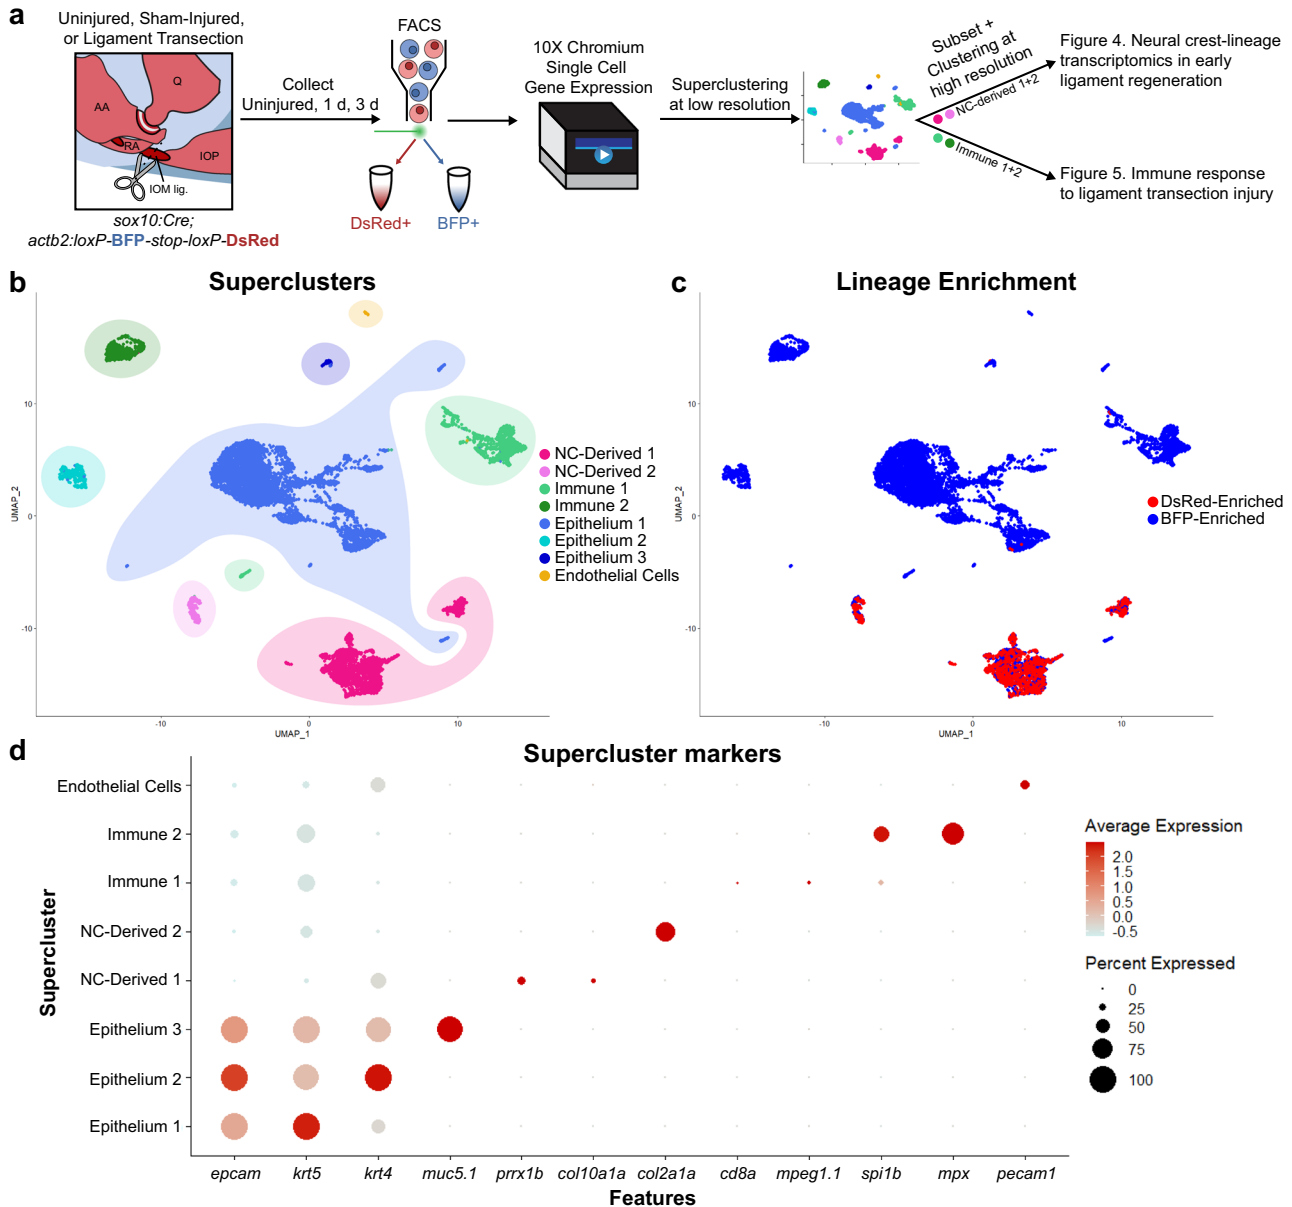 a
Uninjured, Sham-Injured,
or Ligament Transection
AA
Q
RA
IOP
IOM lig.
sox10:Cre;
actb2:loxP-BFP-stop-loxP-DsRed
Collect
Uninjured, 1 d, 3 d
FACS
DsRed+
BFP+
10X Chromium
Single Cell
Gene Expression
Superclustering
at low resolution
Subset +
Clustering at
high resolution
NC-derived 1+2
Immune 1+2
Figure 4. Neural crest-lineage
transcriptomics in early
ligament regeneration
Figure 5. Immune response
to ligament transection injury
b
Superclusters
UMAP_2
10
0
-10
-10
0
10
UMAP_1
NC-Derived 1
NC-Derived 2
Immune 1
Immune 2
Epithelium 1
Epithelium 2
Epithelium 3
Endothelial Cells
c
Lineage Enrichment
UMAP_2
10
0
-10
-10
0
10
UMAP_1
DsRed-Enriched
BFP-Enriched
d
Supercluster markers
Supercluster
Endothelial Cells
Immune 2
Immune 1
NC-Derived 2
NC-Derived 1
Epithelium 3
Epithelium 2
Epithelium 1
epcam
krt5
krt4
muc5.1
prrx1b
col10a1a
col2a1a
cd8a
mpeg1.1
spi1b
mpx
pecam1
Features
Average Expression
2.0
1.5
1.0
0.5
0.0
-0.5
Percent Expressed
0
25
50
75
100